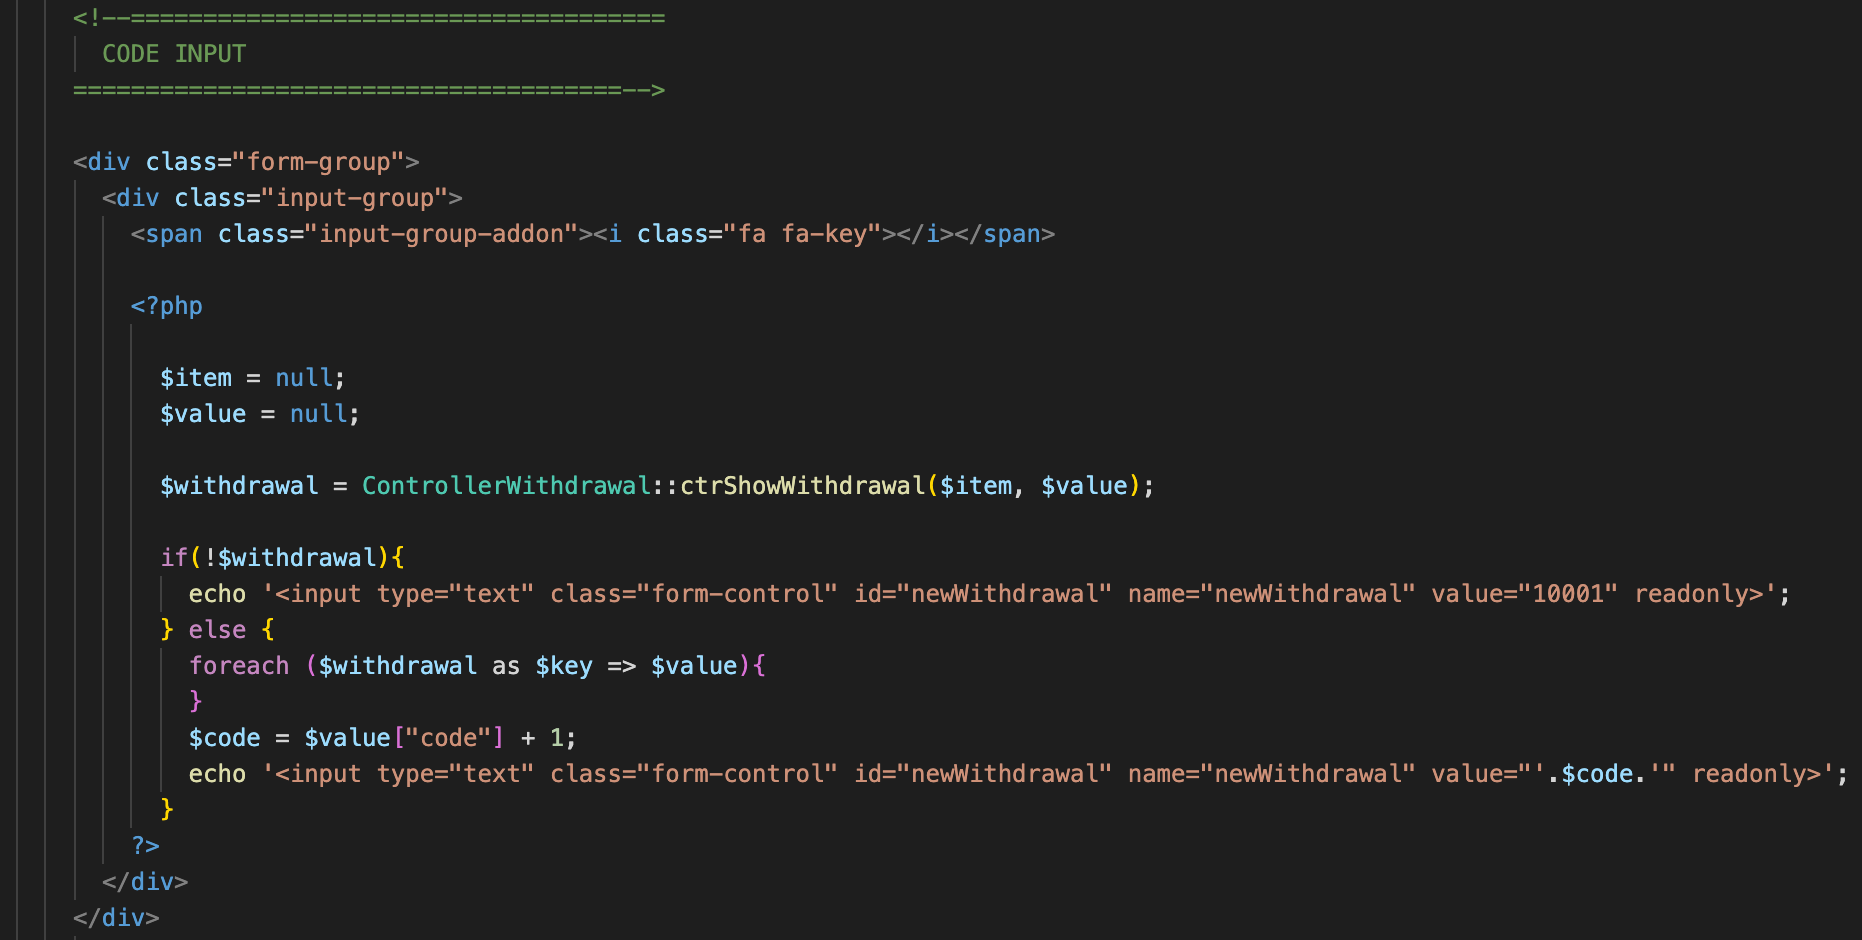 <!--=====================================
CODE INPUT
======================================-->
<div class="form-group">
<div class="input-group">
<span class="input-group-addon"><i class="fa fa-key"></i></span>
<?php
$item = null;
$value = null;
$withdrawal = ControllerWithdrawal::ctrShowWithdrawal($item, $value);
if(!$withdrawal){
echo '<input type="text" class="form-control" id="newWithdrawal" name="newWithdrawal" value="10001" readonly>';
} else {
foreach ($withdrawal as $key => $value){
}
$code = $value["code"] + 1;
echo '<input type="text" class="form-control" id="newWithdrawal" name="newWithdrawal" value="'.$code.'" readonly>';
}
?>
</div>
</div>